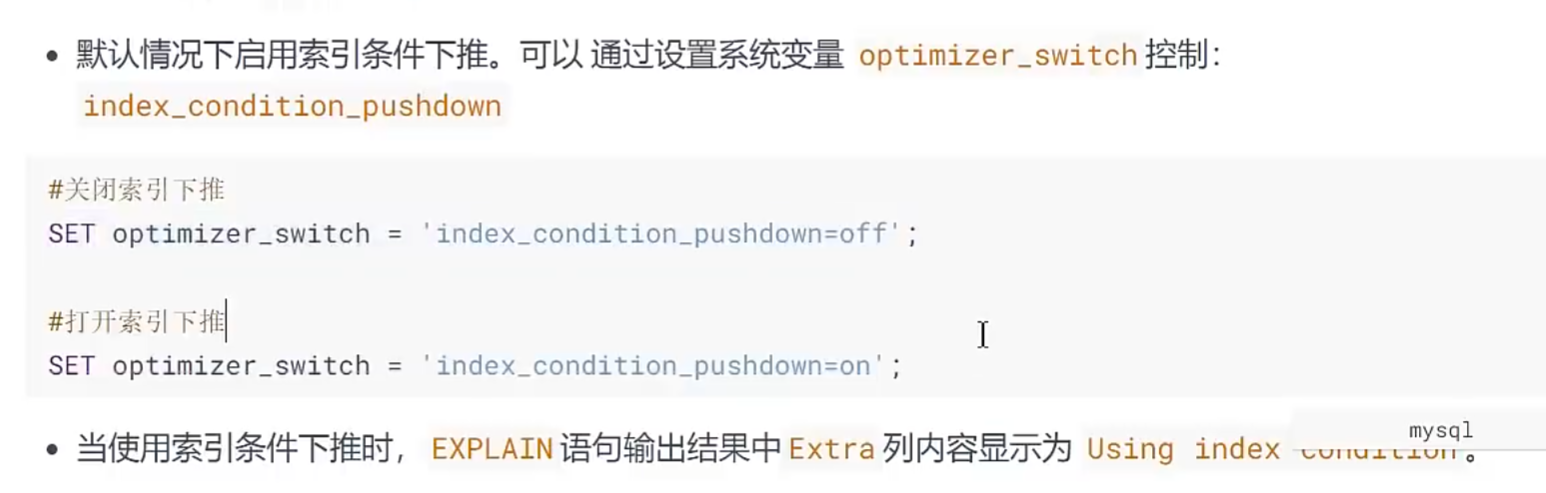 默认情况下启用索引条件下推。可以 通过设置系统变量 optimizer_switch 控制：
index_condition_pushdown
#关闭索引下推
SET optimizer_switch = 'index_condition_pushdown=off';
#打开索引下推
SET optimizer_switch = 'index_condition_pushdown=on';
mysql
当使用索引条件下推时， EXPLAIN 语句输出结果中 Extra 列内容显示为 Using index condition 。